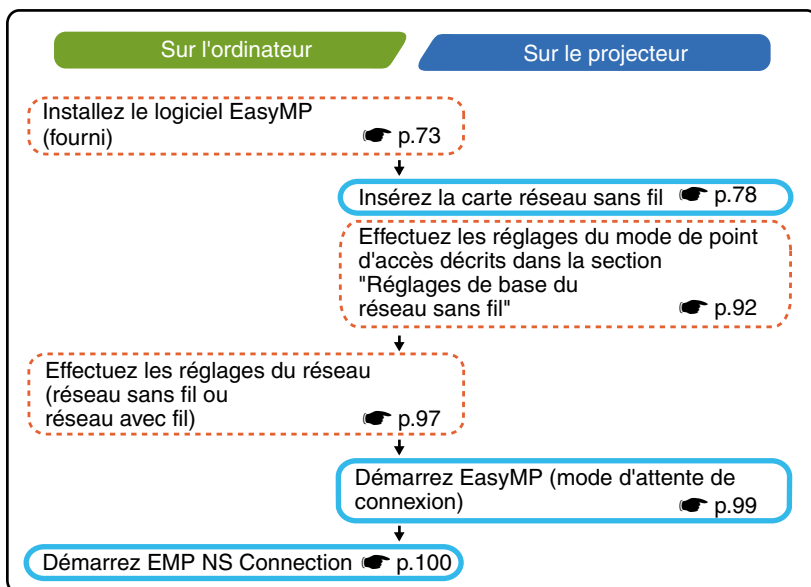 Sur l'ordinateur
Sur le projecteur
Installez le logiciel EasyMP
(fourni) ☛ p.73
Insérez la carte réseau sans fil ☛ p.78
Effectuez les réglages du mode de point
d'accès décrits dans la section
"Réglages de base du
réseau sans fil" ☛ p.92
Effectuez les réglages du réseau
(réseau sans fil ou
réseau avec fil) ☛ p.97
Démarrez EasyMP (mode d'attente de
connexion) ☛ p.99
Démarrez EMP NS Connection ☛ p.100